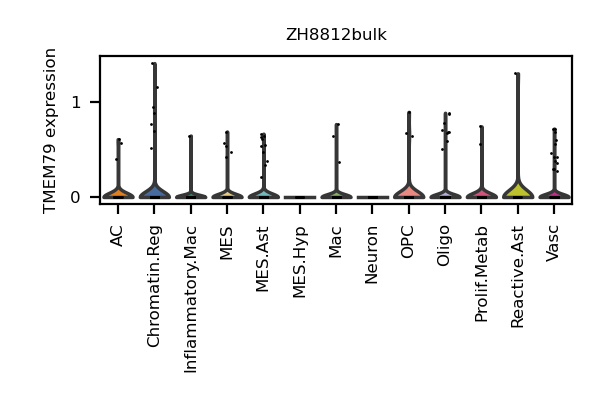 ZH8812bulk
TMEM79 expression
1
0
AC
Chromatin.Reg
Inflammatory.Mac
MES
MES.Ast
MES.Hyp
Mac
Neuron
OPC
Oligo
Prolif.Metab
Reactive.Ast
Vasc